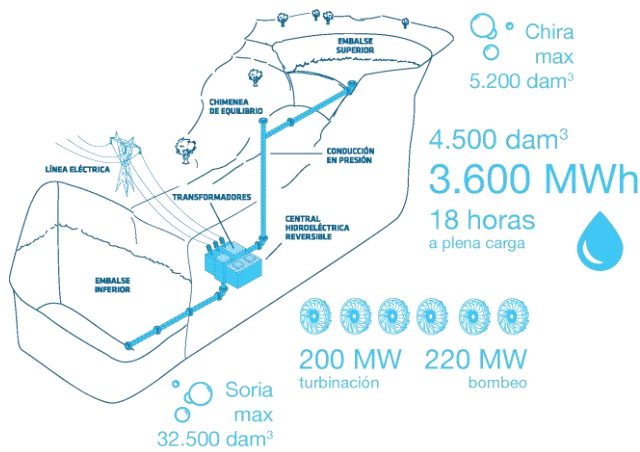 EMBALSE
SUPERIOR
Chira
max
5.200 dam³
CHIMENEA
DE EQUILIBRIO
CONDUCCIÓN
EN PRESIÓN
4.500 dam³
3.600 MWh
18 horas
a plena carga
LÍNEA ELÉCTRICA
TRANSFORMADORES
CENTRAL
HIDROELÉCTRICA
REVERSIBLE
EMBALSE
INFERIOR
200 MW
turbinación
220 MW
bombeo
Soria
max
32.500 dam³